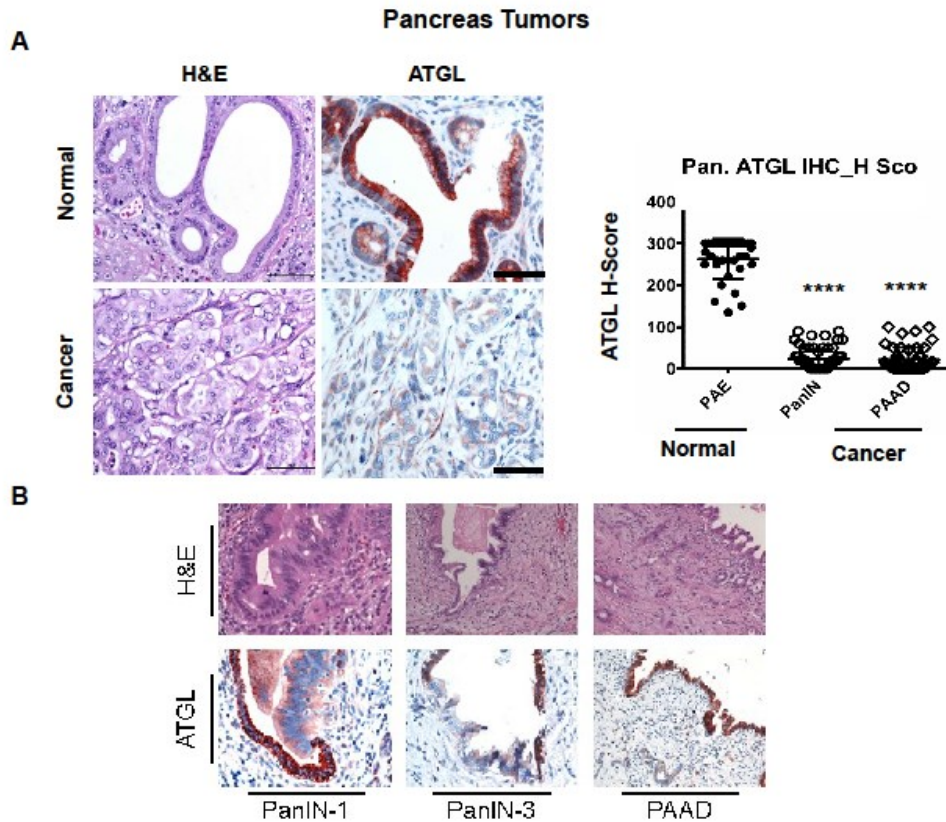 Pancreas Tumors
A
H&E
ATGL
Normal
Cancer
Pan. ATGL IHC_H Sco
ATGL H-Score
400
300
200
100
0
****
****
PAE
PanIN
PAAD
Normal
Cancer
B
H&E
ATGL
PanIN-1
PanIN-3
PAAD